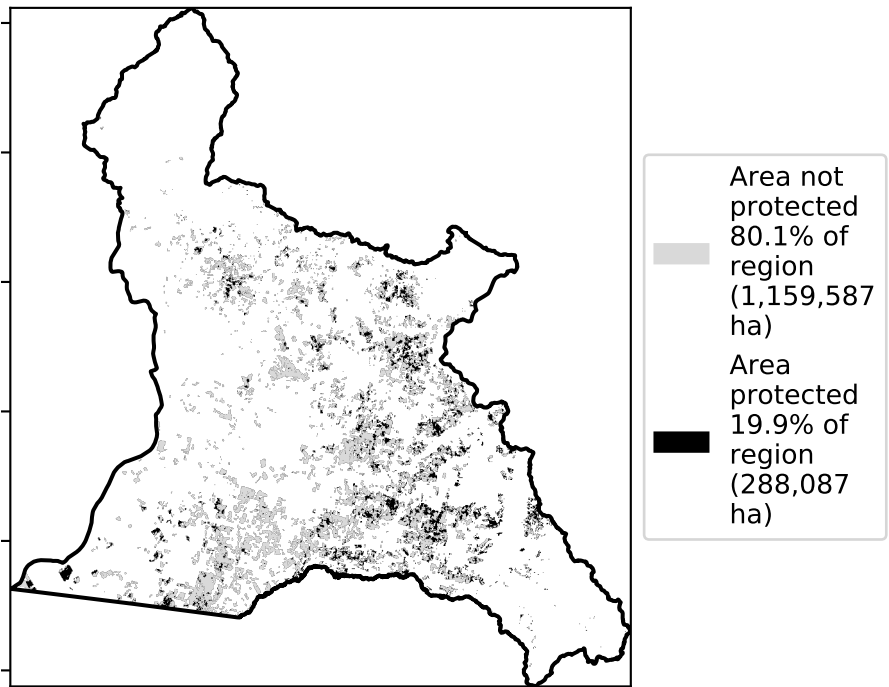 Area not
protected
80.1% of
region
(1,159,587
ha)
Area
protected
19.9% of
region
(288,087
ha)